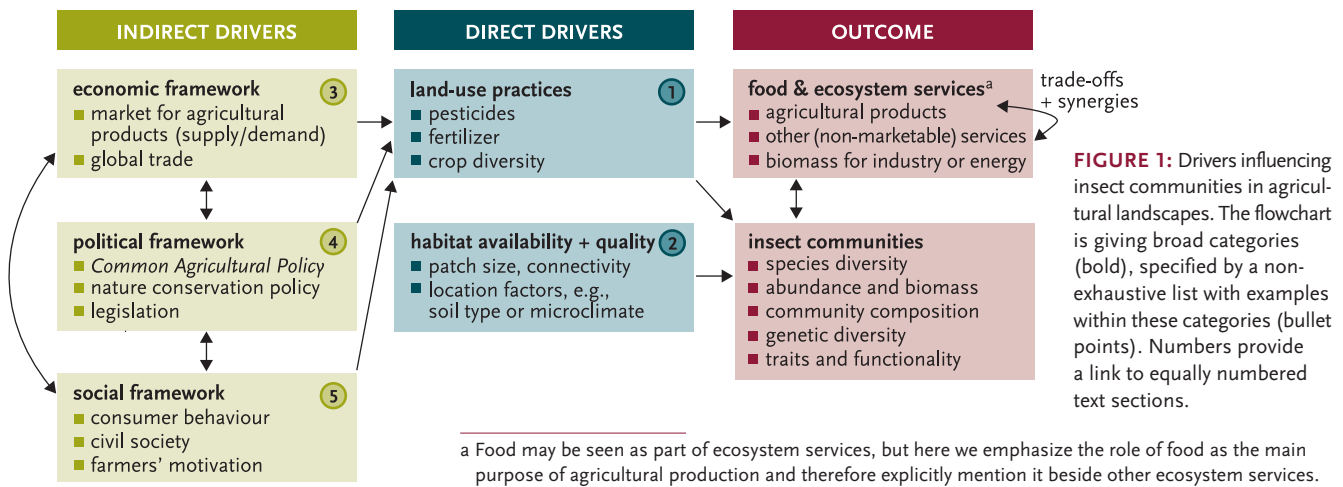 INDIRECT DRIVERS
DIRECT DRIVERS
OUTCOME
economic framework 3
■ market for agricultural
products (supply/demand)
■ global trade
political framework 4
■ Common Agricultural Policy
■ nature conservation policy
■ legislation
social framework 5
■ consumer behaviour
■ civil society
■ farmers' motivation
land-use practices 1
■ pesticides
■ fertilizer
■ crop diversity
habitat availability + quality 2
■ patch size, connectivity
■ location factors, e.g.,
soil type or microclimate
food & ecosystem servicesa
■ agricultural products
■ other (non-marketable) services
■ biomass for industry or energy
trade-offs
+ synergies
insect communities
■ species diversity
■ abundance and biomass
■ community composition
■ genetic diversity
■ traits and functionality
FIGURE 1: Drivers influencing
insect communities in agricul-
tural landscapes. The flowchart
is giving broad categories
(bold), specified by a non-
exhaustive list with examples
within these categories (bullet
points). Numbers provide
a link to equally numbered
text sections.
a Food may be seen as part of ecosystem services, but here we emphasize the role of food as the main
purpose of agricultural production and therefore explicitly mention it beside other ecosystem services.